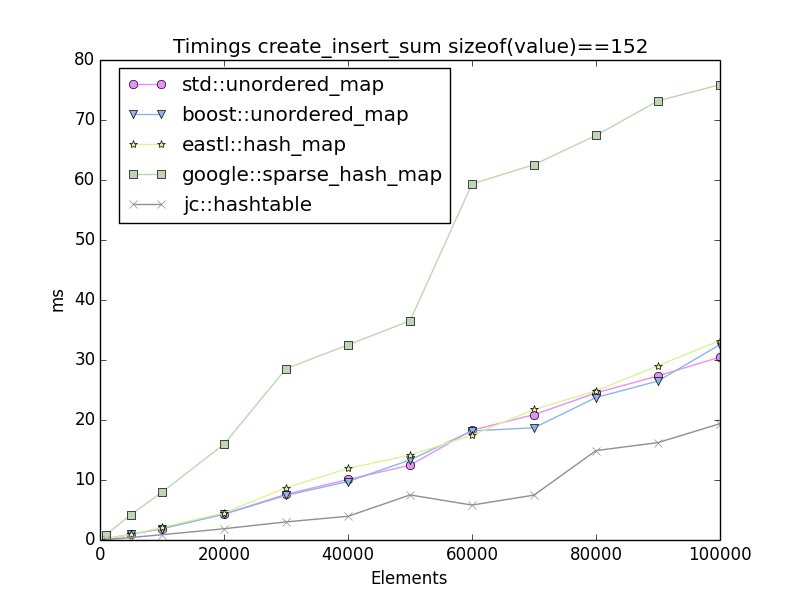 Timings create_insert_sum sizeof(value)==152
80
70
60
50
40
30
20
10
0
ms
std::unordered_map
boost::unordered_map
eastl::hash_map
google::sparse_hash_map
jc::hashtable
0 20000 40000 60000 80000 100000
Elements